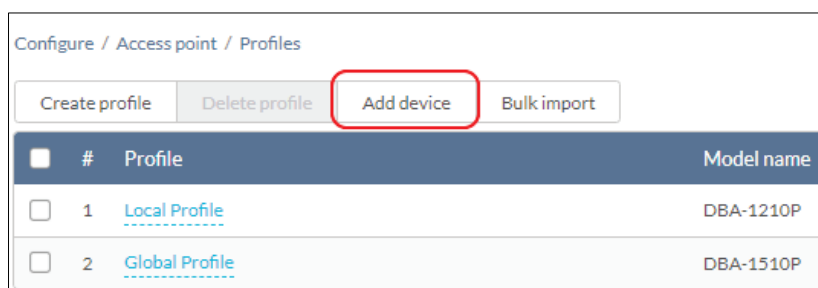 Configure / Access point / Profiles
Create profile Delete profile Add device Bulk import
# Profile Model name
1 Local Profile DBA-1210P
2 Global Profile DBA-1510P